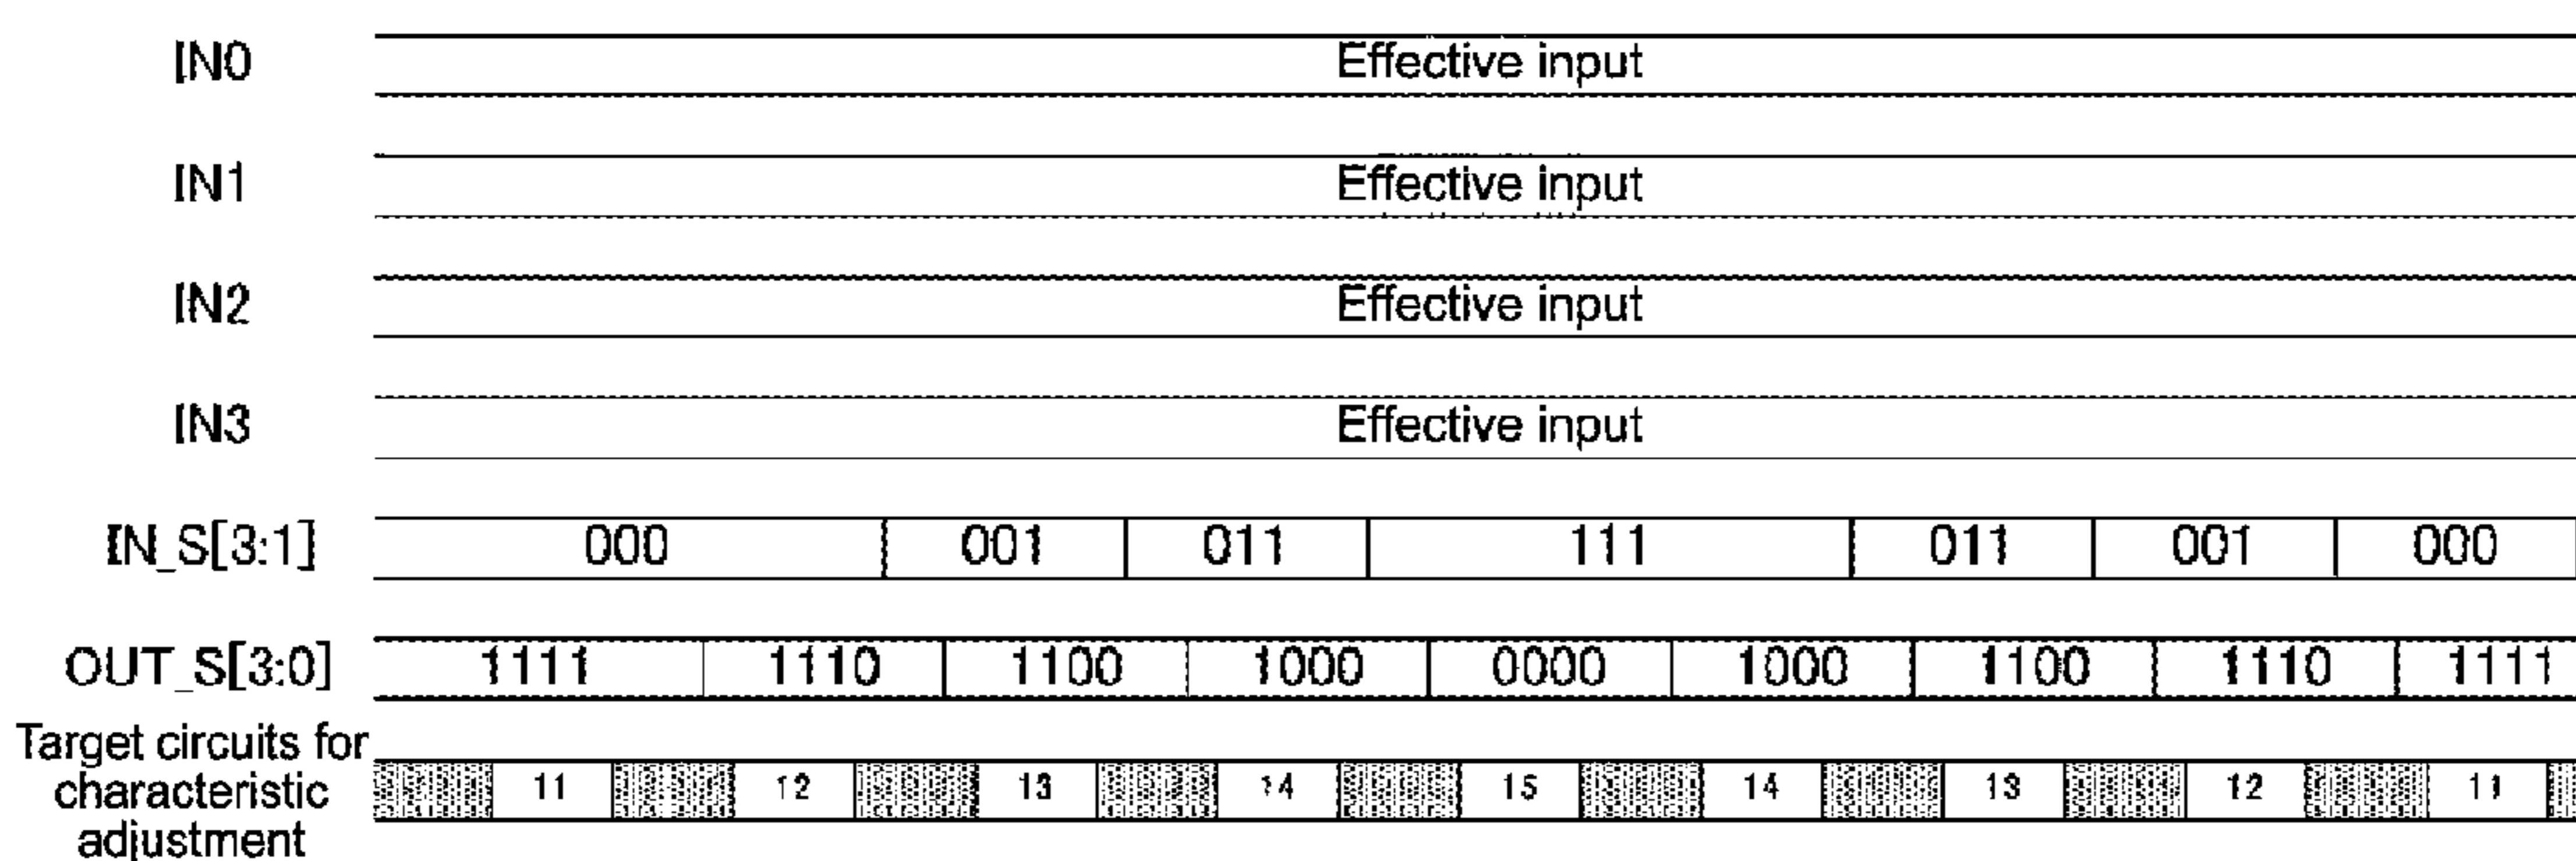 IN0 Effective input
IN1 Effective input
IN2 Effective input
IN3 Effective input
IN_S[3:1] 000 001 011 111 011 001 000
OUT_S[3:0] 1111 1110 1100 1000 0000 1000 1100 1110 1111
Target circuits for
characteristic
adjustment
11 12 13 14 15 14 13 12 11